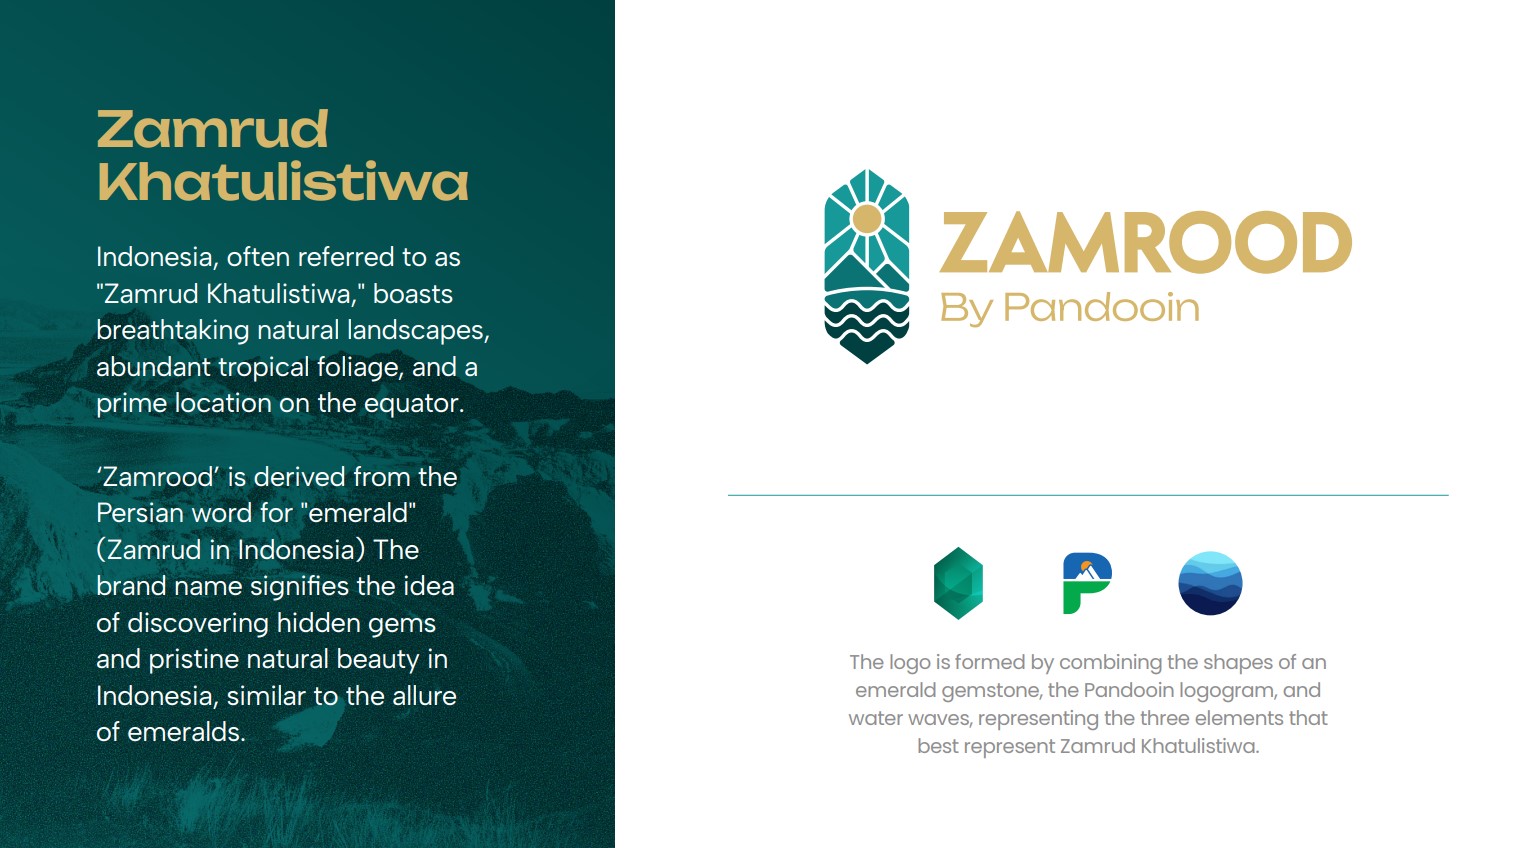 Zamrud
Khatulistiwa
Indonesia, often referred to as
"Zamrud Khatulistiwa," boasts
breathtaking natural landscapes,
abundant tropical foliage, and a
prime location on the equator.
‘Zamrood’ is derived from the
Persian word for "emerald"
(Zamrud in Indonesia) The
brand name signifies the idea
of discovering hidden gems
and pristine natural beauty in
Indonesia, similar to the allure
of emeralds.
ZAMROOD
By Pandooin
The logo is formed by combining the shapes of an
emerald gemstone, the Pandooin logogram, and
water waves, representing the three elements that
best represent Zamrud Khatulistiwa.